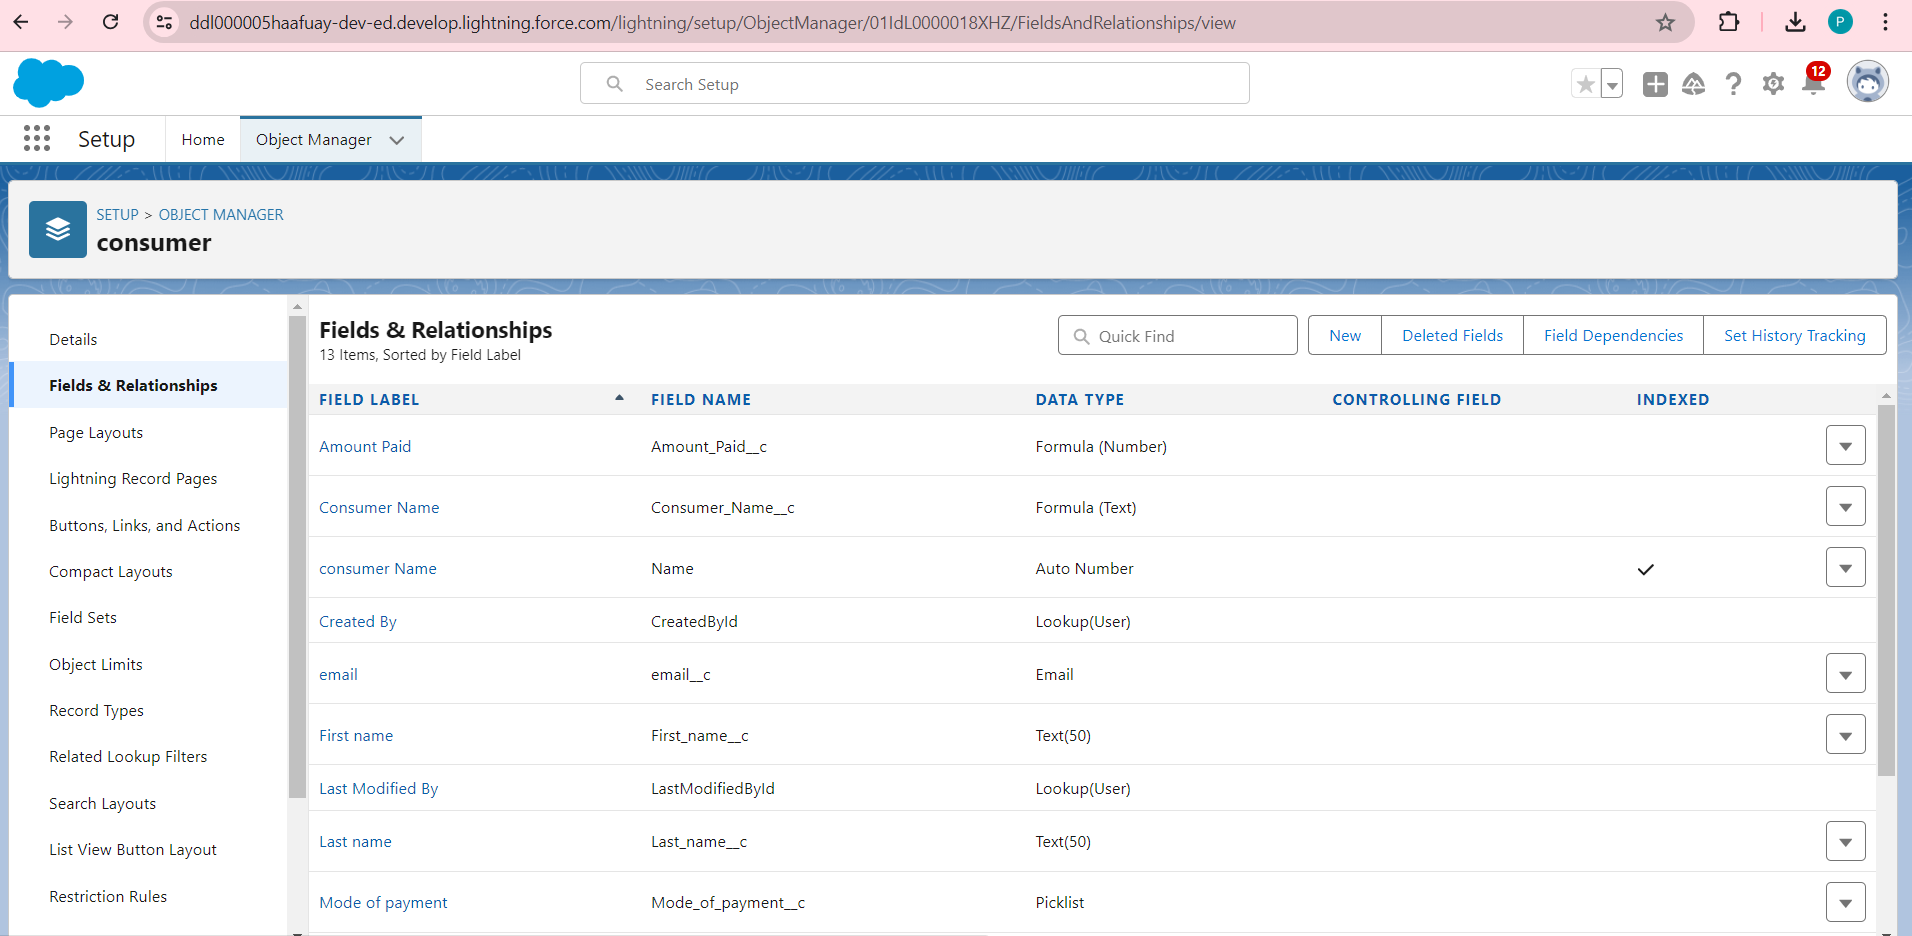 ddl000005haafuay-dev-ed.develop.lightning.force.com/lightning/setup/ObjectManager/01IdL0000018XHZ/FieldsAndRelationships/view
P
Search Setup
12
Setup
Home
Object Manager
SETUP > OBJECT MANAGER
consumer
Details
Fields & Relationships
Page Layouts
Lightning Record Pages
Buttons, Links, and Actions
Compact Layouts
Field Sets
Object Limits
Record Types
Related Lookup Filters
Search Layouts
List View Button Layout
Restriction Rules
Fields & Relationships
13 Items, Sorted by Field Label
Quick Find
New
Deleted Fields
Field Dependencies
Set History Tracking
FIELD LABEL FIELD NAME DATA TYPE CONTROLLING FIELD INDEXED
Amount Paid Amount_Paid__c Formula (Number)
Consumer Name Consumer_Name__c Formula (Text)
consumer Name Name Auto Number
Created By CreatedById Lookup(User)
email email__c Email
First name First_name__c Text(50)
Last Modified By LastModifiedById Lookup(User)
Last name Last_name__c Text(50)
Mode of payment Mode_of_payment__c Picklist